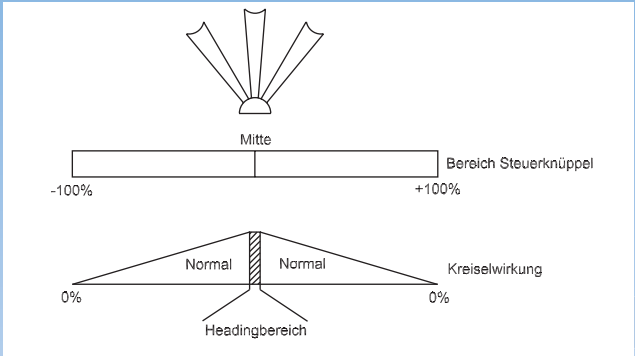 Mitte
Bereich Steuerknüppel
-100%
+100%
Normal
Normal
Kreiselwirkung
0%
0%
Headingbereich